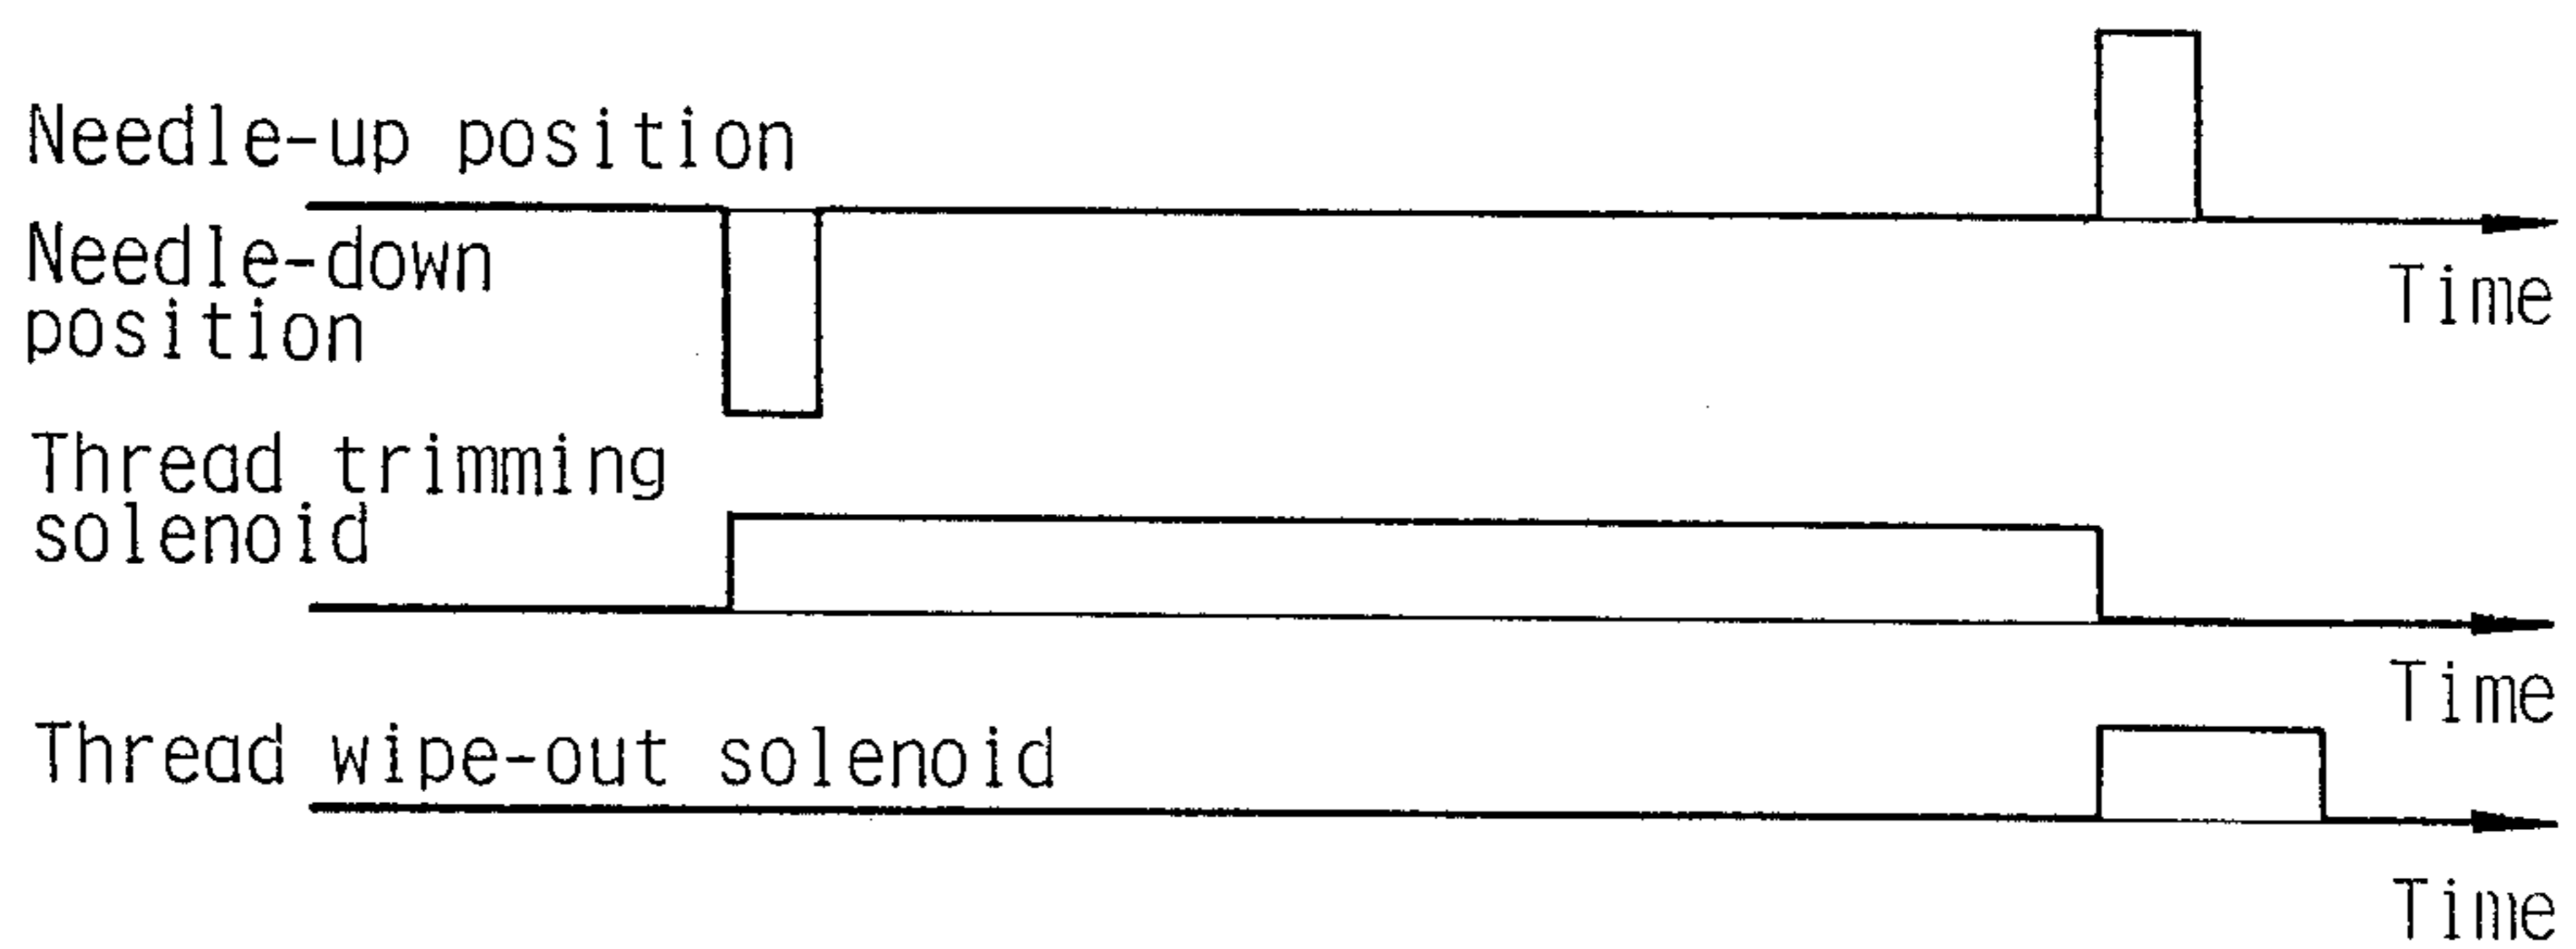 Needle-up position
Needle-down
position
Time
Thread trimming
solenoid
Time
Thread wipe-out solenoid
Time